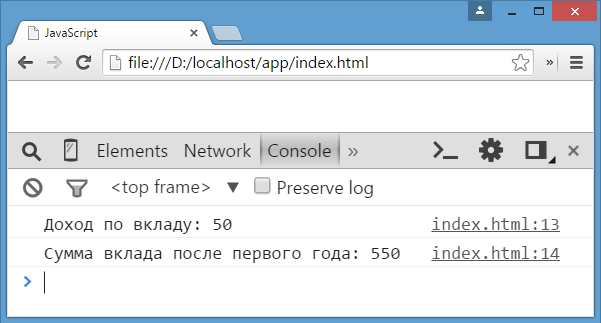 JavaScript
file:///D:/localhost/app/index.html
»
Elements Network Console »
<top frame> ▼ Preserve log
Доход по вкладу: 50 index.html:13
Сумма вклада после первого года: 550 index.html:14
>